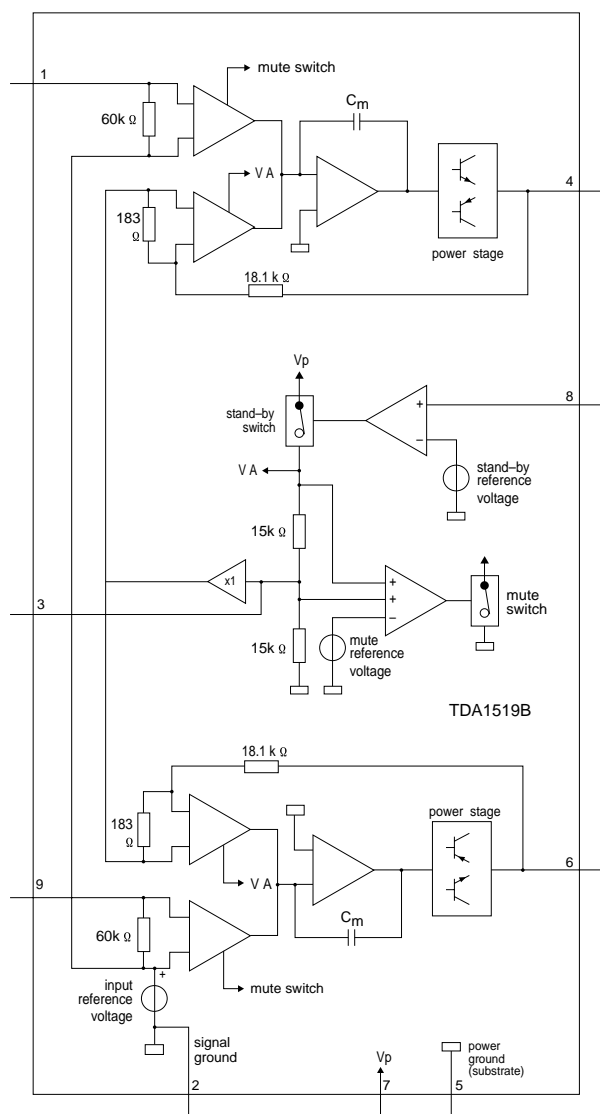 mute switch
1
Cm
60k Ω
V A
4
183
Ω
power stage
18.1 k Ω
Vp
8
+
stand–by
switch
–
V A
stand–by
reference
voltage
15k Ω
x1
+
mute
switch
3
+
–
15k Ω
mute
reference
voltage
TDA1519B
18.1 k Ω
power stage
183
Ω
6
9
V A
Cm
60k Ω
+
input
reference
voltage
mute switch
signal
ground
Vp
power
ground
(substrate)
2
7
5